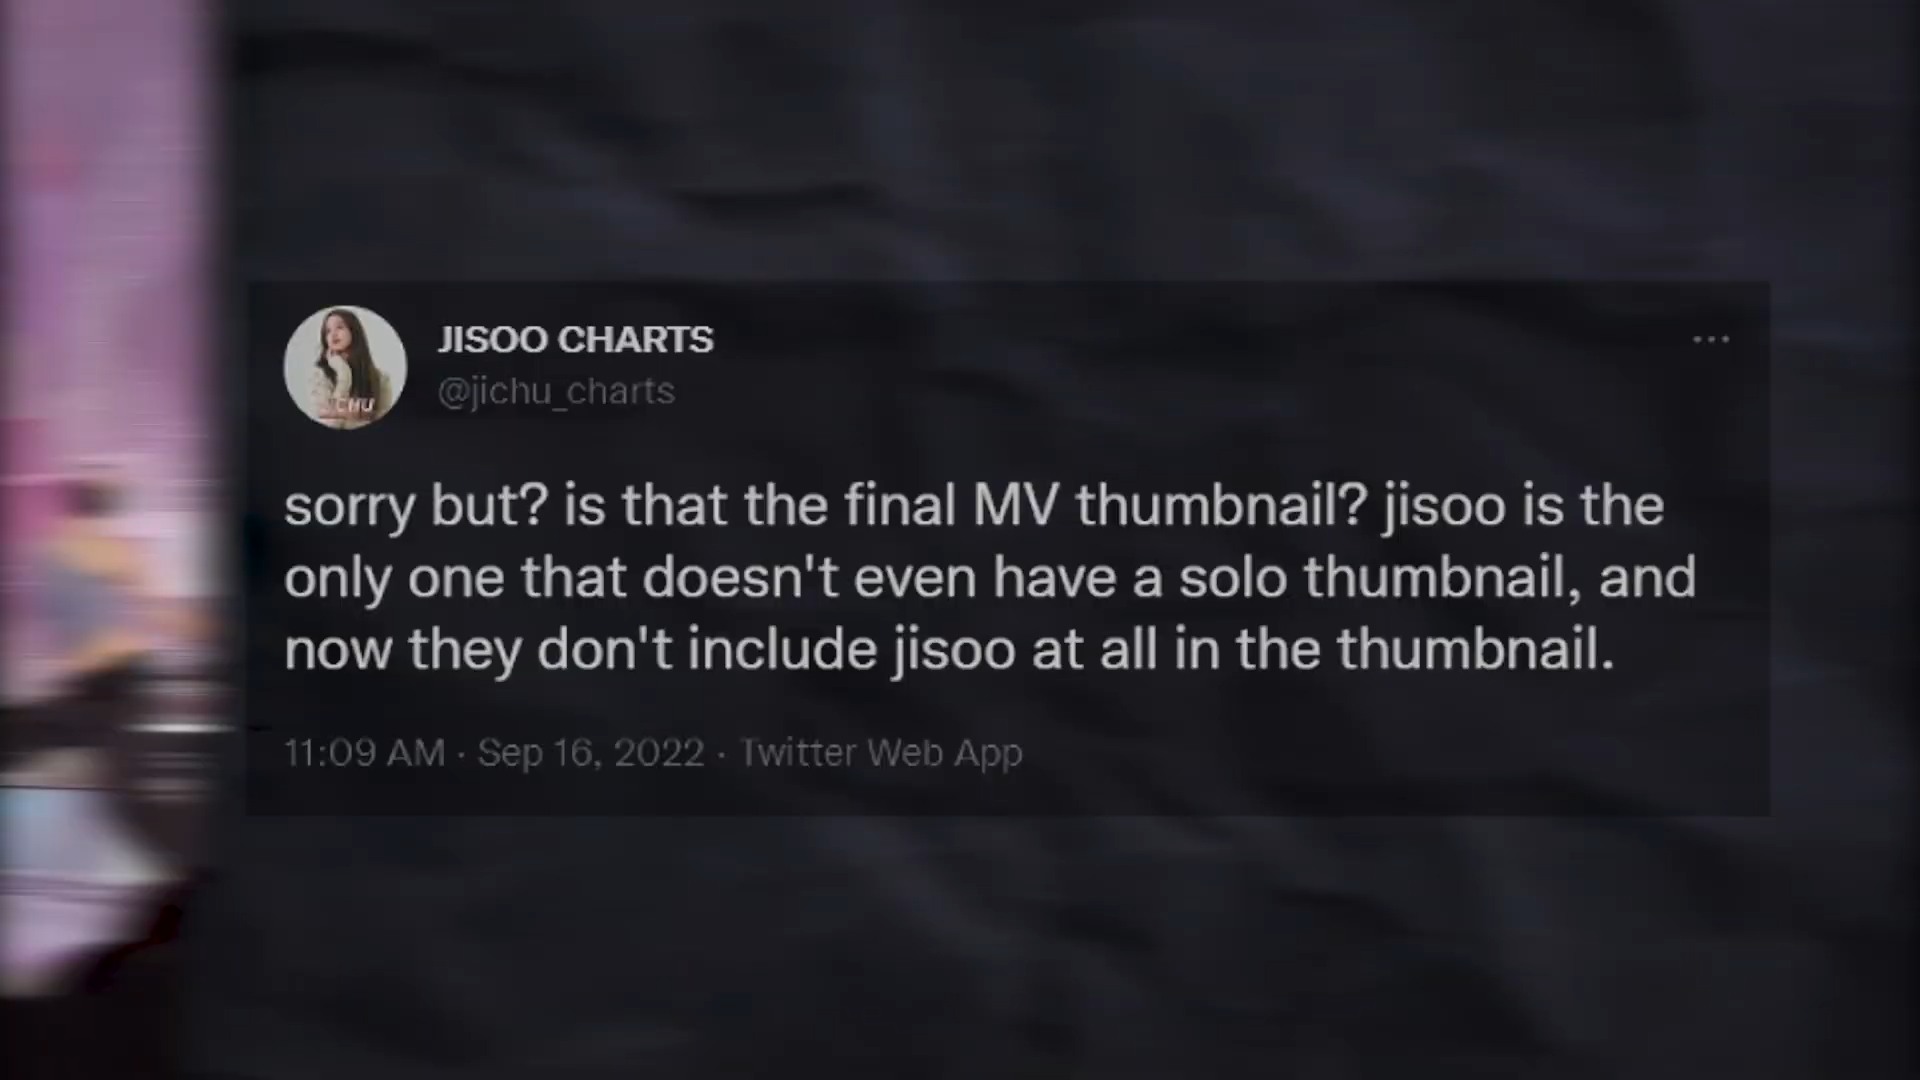 JISOO CHARTS
@jichu_charts
sorry but? is that the final MV thumbnail? jisoo is the
only one that doesn't even have a solo thumbnail, and
now they don't include jisoo at all in the thumbnail.
11:09 AM · Sep 16, 2022 · Twitter Web App